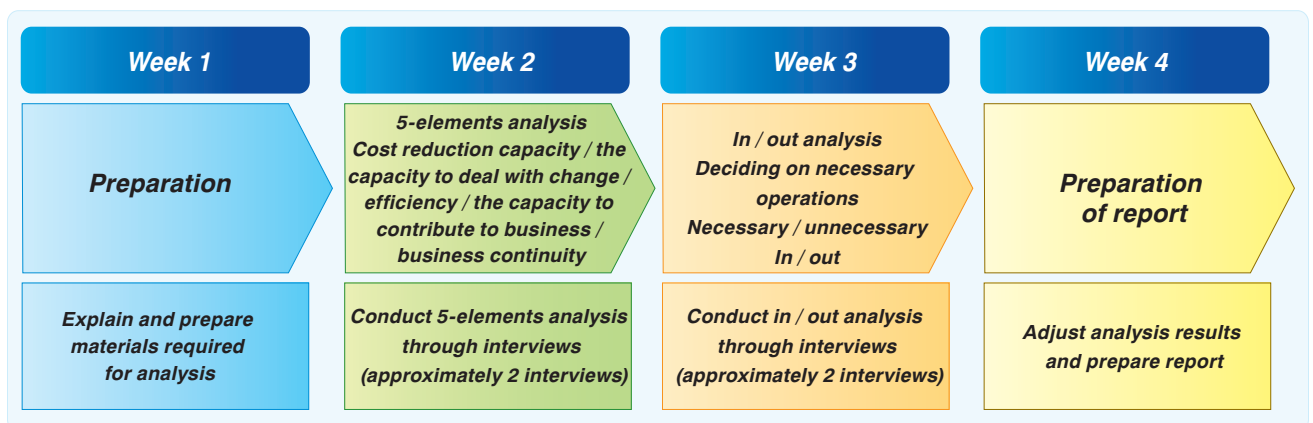 Week 1
Week 2
Week 3
Week 4
Preparation
5-elements analysis
Cost reduction capacity / the
capacity to deal with change /
efficiency / the capacity to
contribute to business /
business continuity
In / out analysis
Deciding on necessary
operations
Necessary / unnecessary
In / out
Preparation
of report
Explain and prepare
materials required
for analysis
Conduct 5-elements analysis
through interviews
(approximately 2 interviews)
Conduct in / out analysis
through interviews
(approximately 2 interviews)
Adjust analysis results
and prepare report